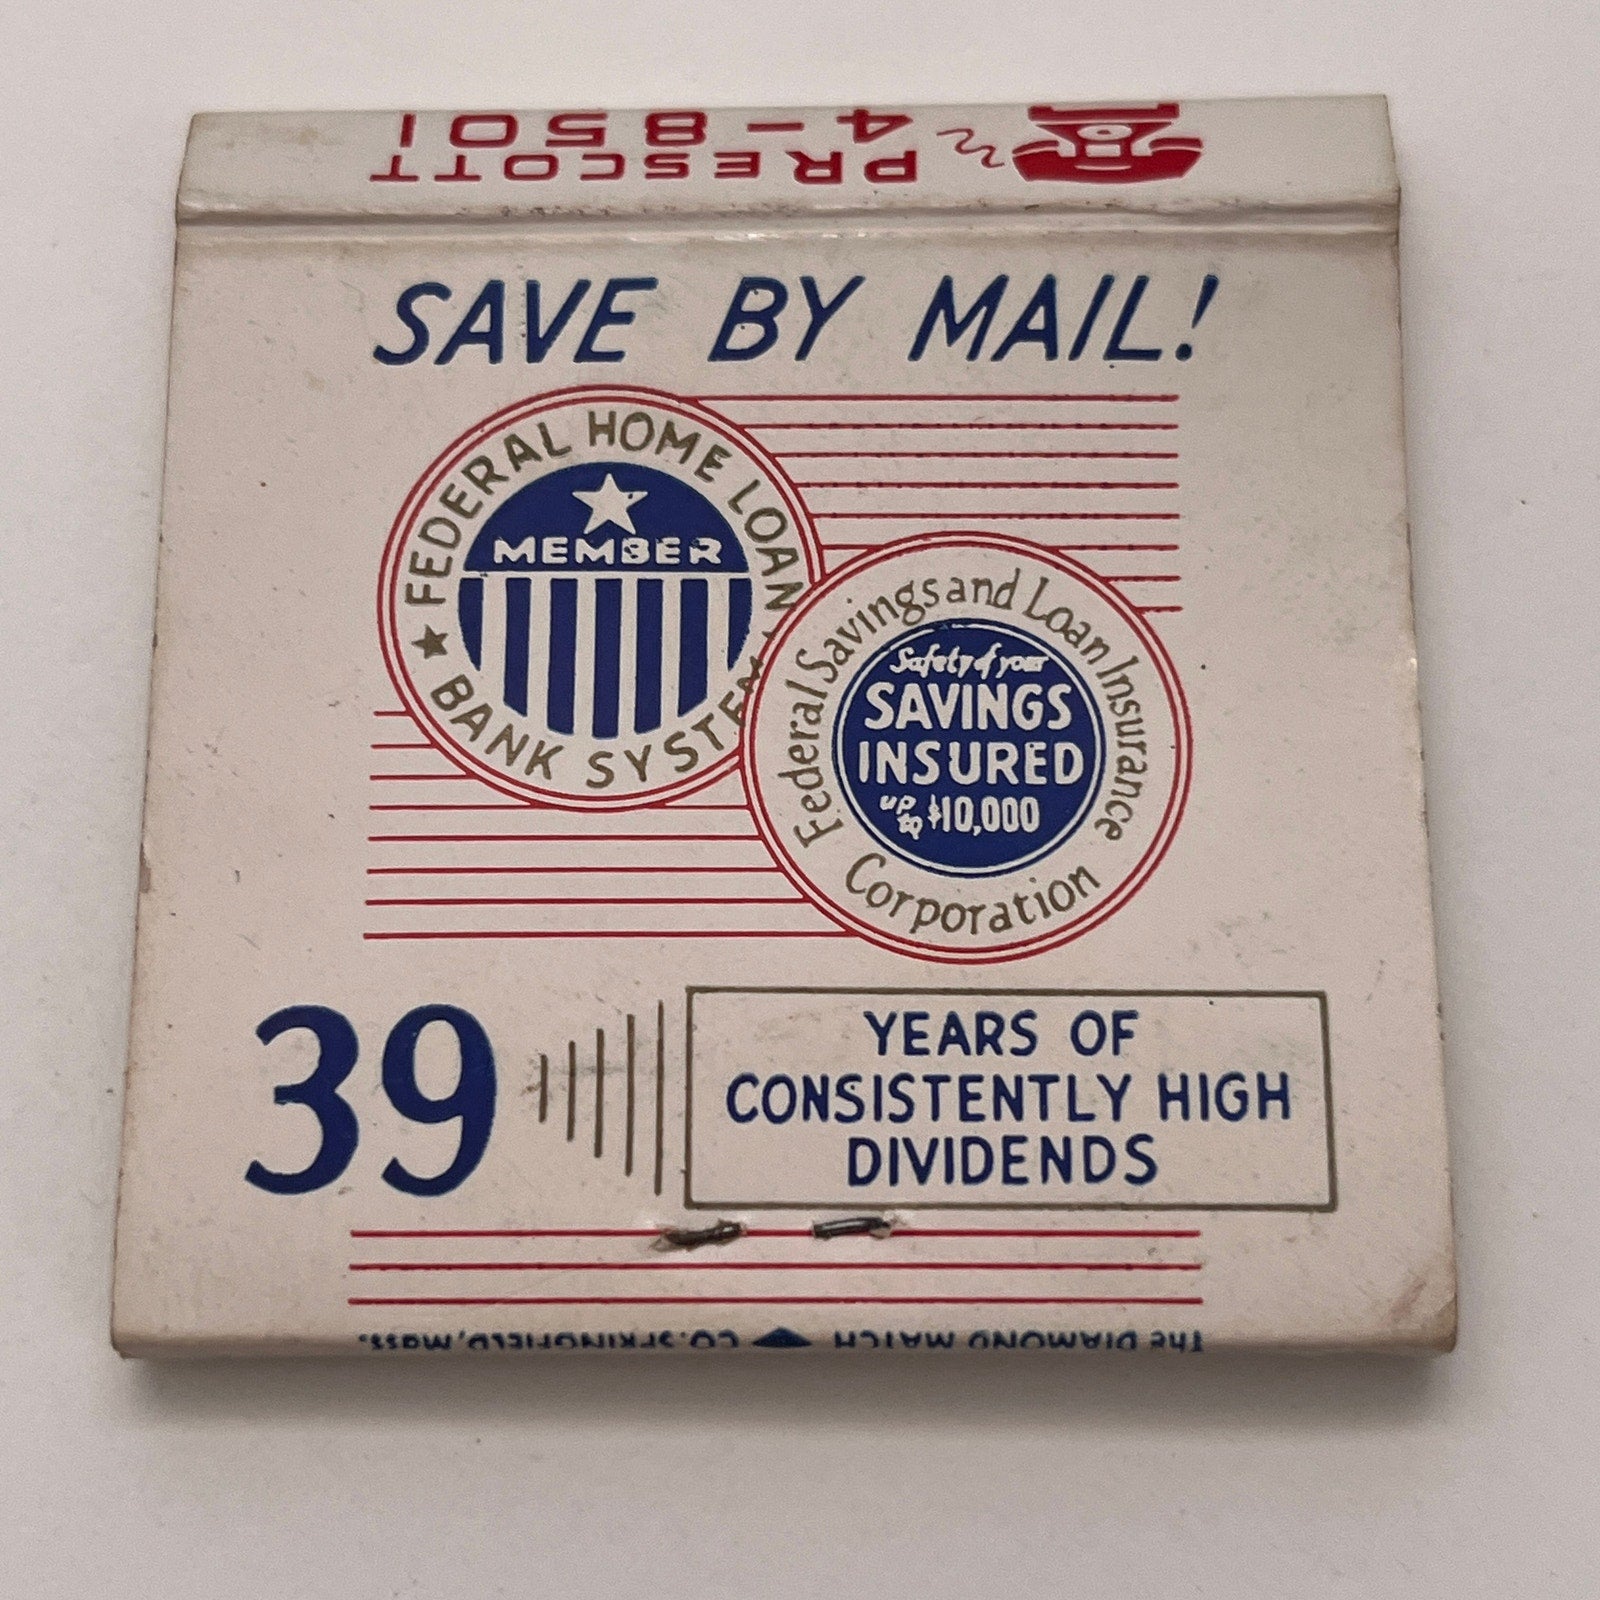 PRESCOTT
4-8501
SAVE BY MAIL!
FEDERAL HOME LOAN
BANK SYSTEM
MEMBER
Federal Savings and Loan Insurance
Corporation
Safety of your
SAVINGS
INSURED
up to $10,000
39
YEARS OF
CONSISTENTLY HIGH
DIVIDENDS
THE DIAMOND MATCH CO. SPRINGFIELD, MASS.